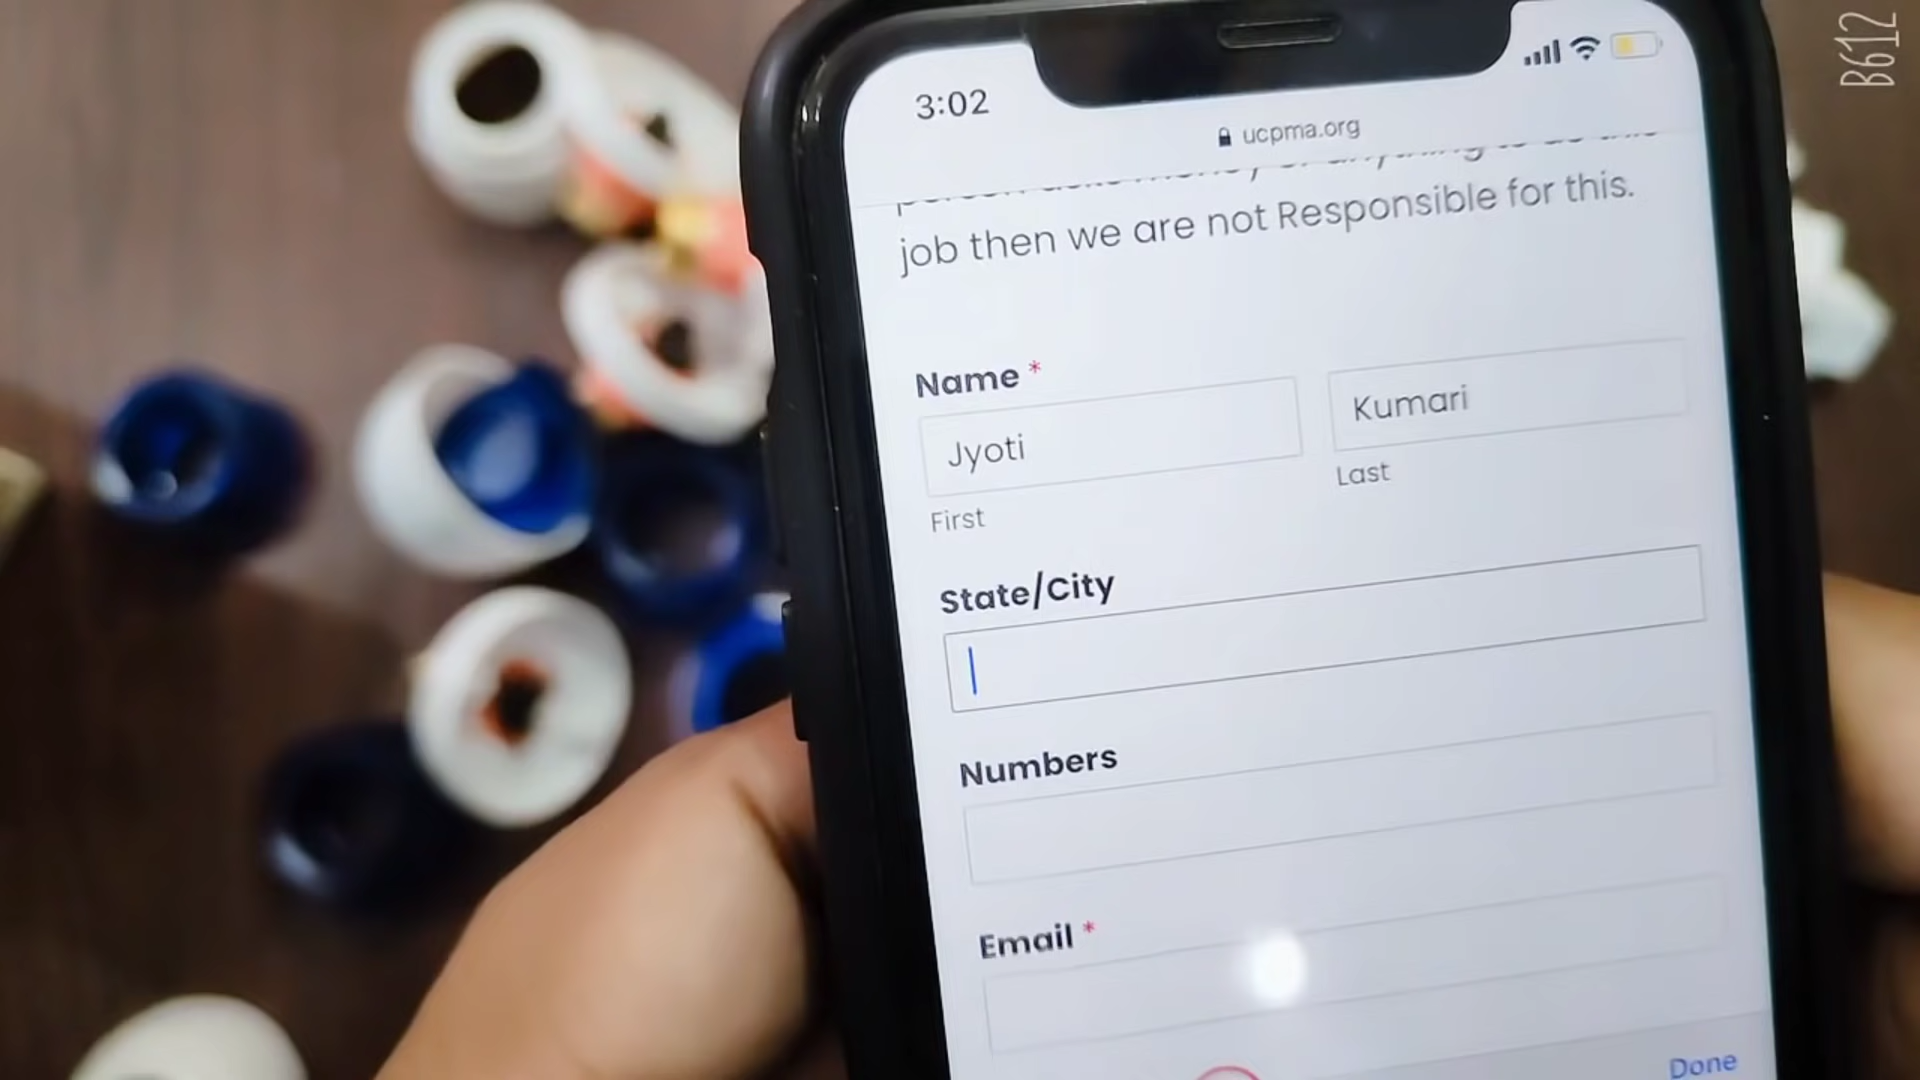 B612
3:02
ucpma.org
job then we are not Responsible for this.
Name *
Jyoti
Kumari
First
Last
State/City
Numbers
Email *
Done